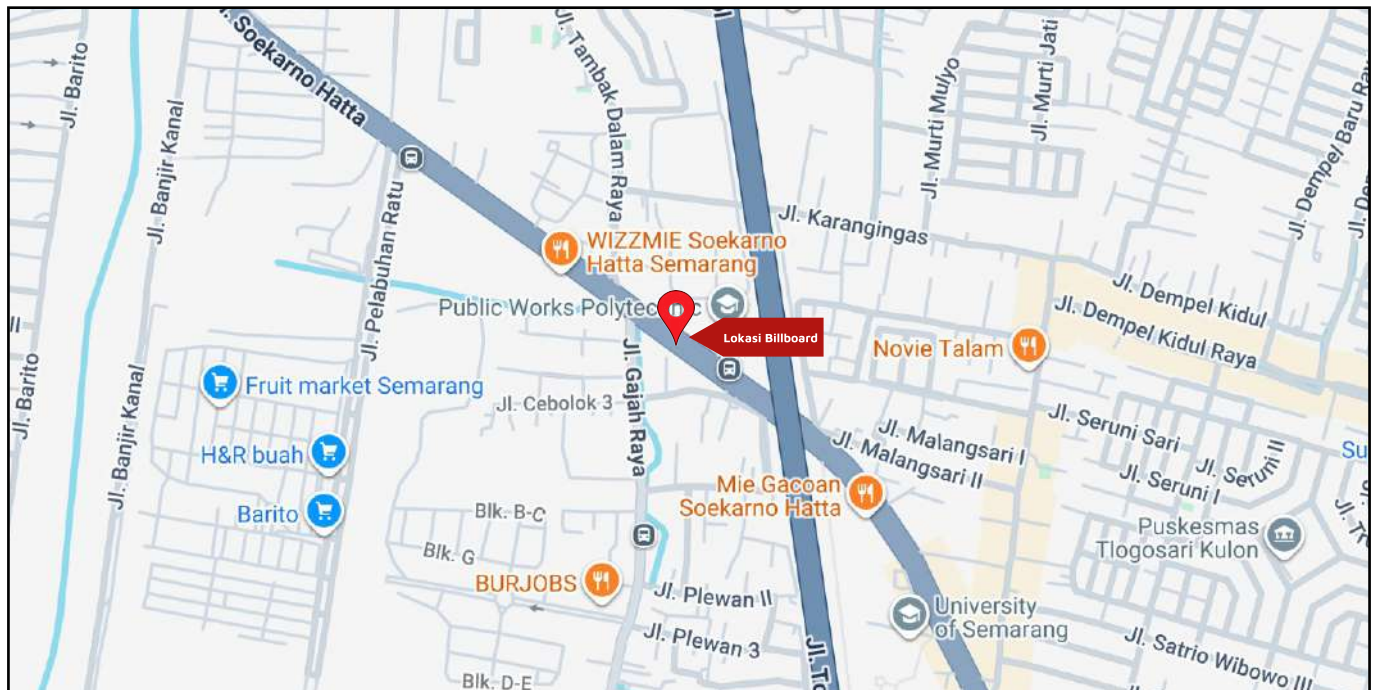 Jl. Barito
Jl. Banjir Kanal
Jl. Soekarno Hatta
Jl. Tambak Dalam Raya
Jl. Murti Mulyo
Jl. Murti Jati
Jl. Dempel Baru Raya
Jl. Pelabuhan Ratu
WIZZMIE Soekarno
Hatta Semarang
Jl. Karangingas
Lokasi Billboard
Jl. Dempel Kidul
Jl. Dempel Kidul Raya
Novie Talam
Jl. Barito
Jl. Banjir Kanal
Fruit market Semarang
Jl. Cebolok 3
Jl. Gajah Raya
H&R buah
Barito
Blk. B-C
Blk. G
BURJOBS
Blk. D-E
Jl. Plewan II
Jl. Plewan 3
Mie Gacoan
Soekarno Hatta
Jl. Malangsari I
Jl. Malangsari II
Jl. Seruni Sari
Jl. Seruni I
Jl. Seruni II
Su
Puskesmas
Tlogosari Kulon
University
of Semarang
Jl. Satrio Wibowo III
Public Works
Jl. To